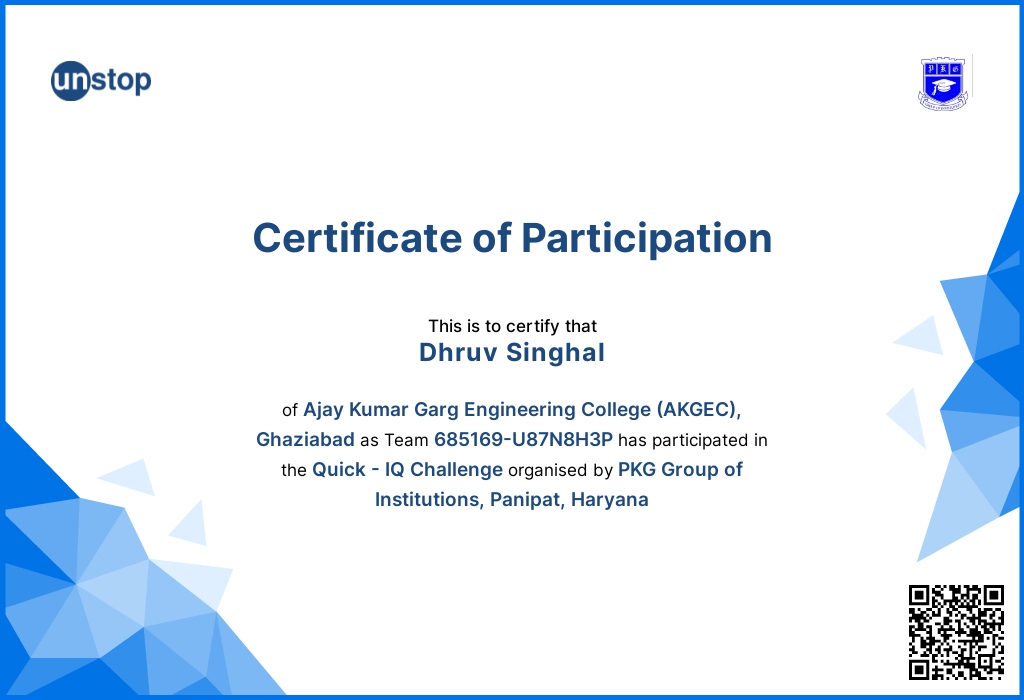 unstop
P K G
Certificate of Participation
This is to certify that
Dhruv Singhal
of Ajay Kumar Garg Engineering College (AKGEC),
Ghaziabad as Team 685169-U87N8H3P has participated in
the Quick - IQ Challenge organised by PKG Group of
Institutions, Panipat, Haryana